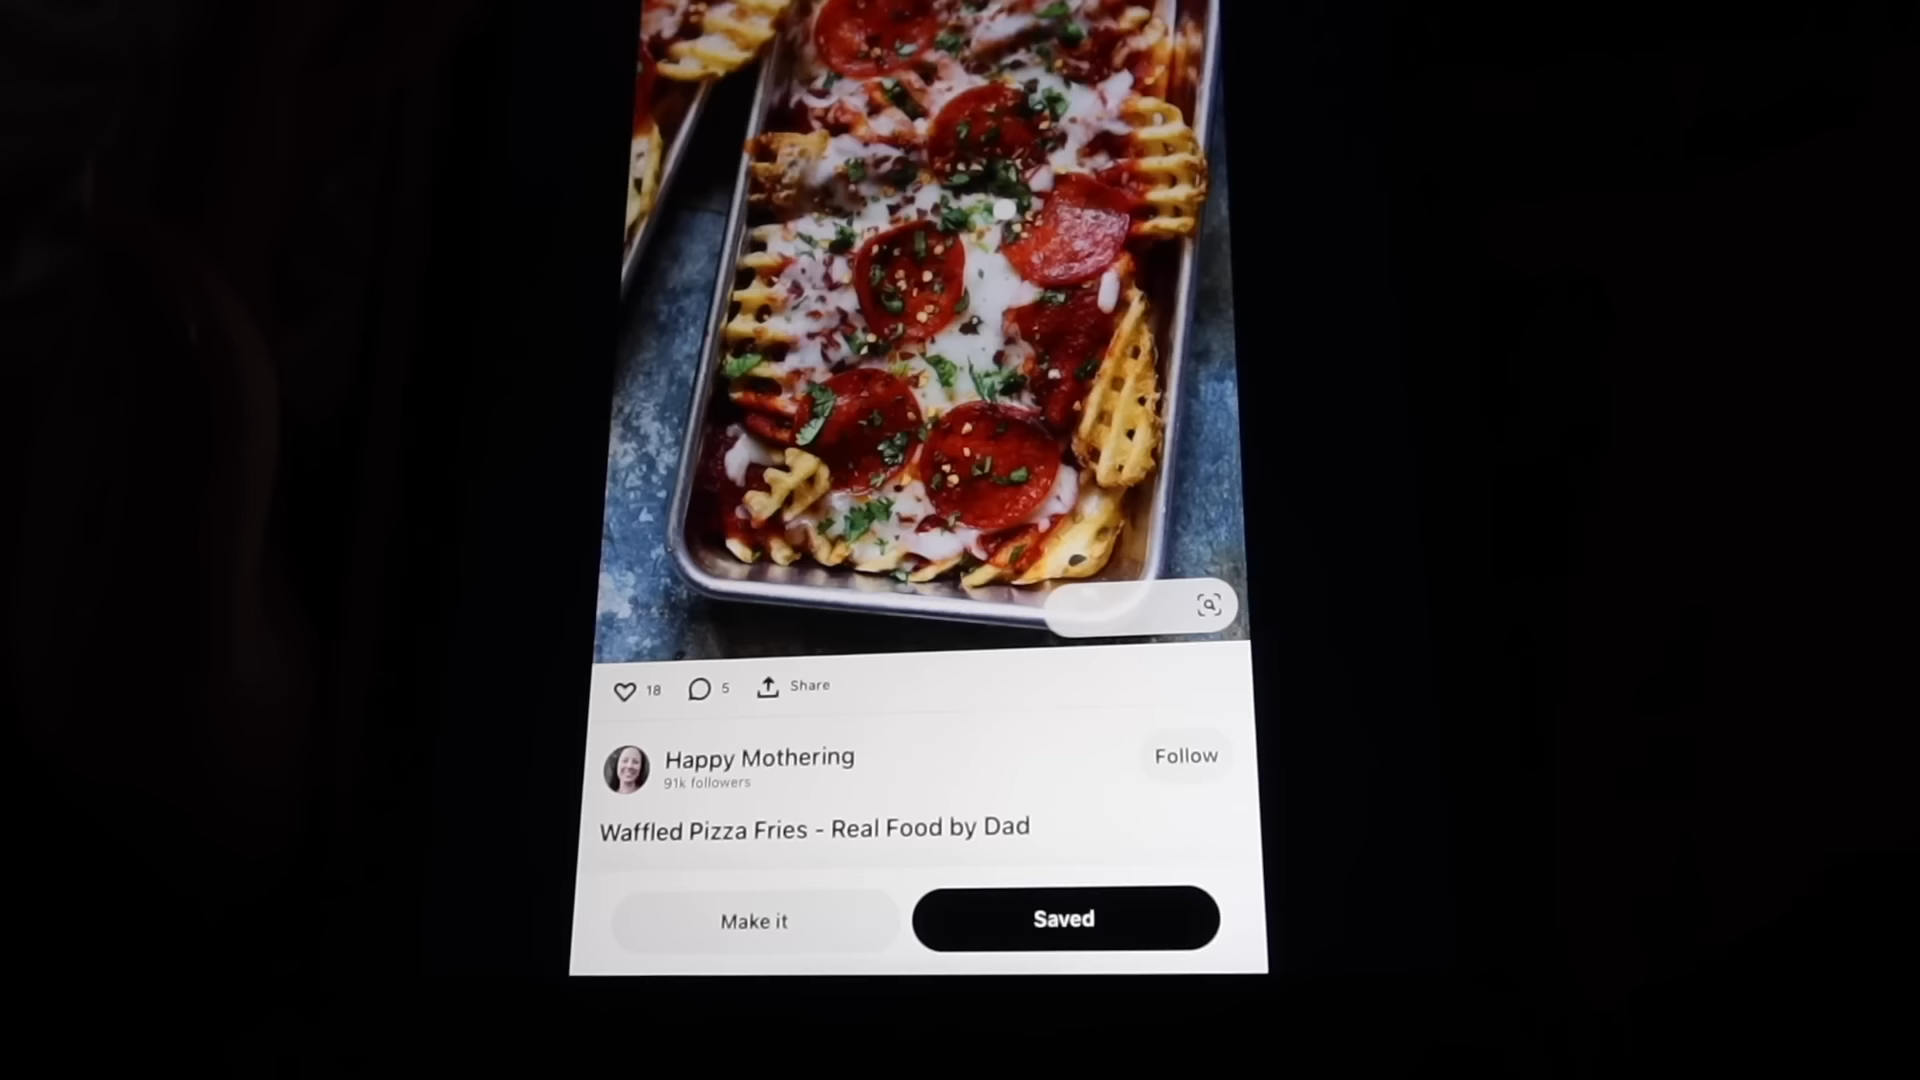 18
5
Share
Happy Mothering
91k followers
Follow
Waffled Pizza Fries - Real Food by Dad
Make it
Saved